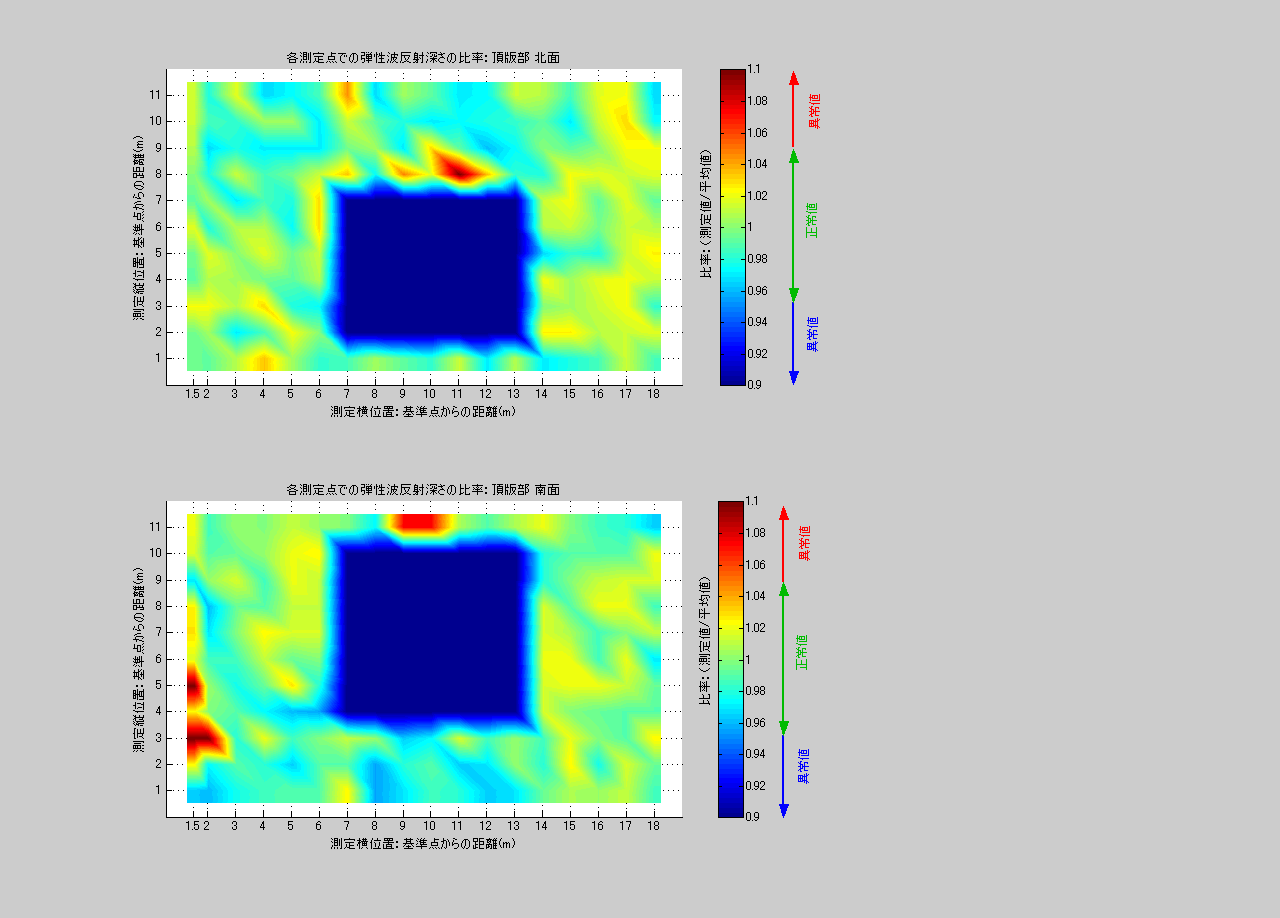 各測定点での弾性波反射深さの比率: 頂版部 北面
測定縦位置: 基準点からの距離(m)
11
10
9
8
7
6
5
4
3
2
1
1.5 2 3 4 5 6 7 8 9 10 11 12 13 14 15 16 17 18
測定横位置: 基準点からの距離(m)
比率: (測定値/平均値)
1.1
1.08
1.06
1.04
1.02
1
0.98
0.96
0.94
0.92
0.9
異常値
正常値
異常値
各測定点での弾性波反射深さの比率: 頂版部 南面
測定縦位置: 基準点からの距離(m)
11
10
9
8
7
6
5
4
3
2
1
1.5 2 3 4 5 6 7 8 9 10 11 12 13 14 15 16 17 18
測定横位置: 基準点からの距離(m)
比率: (測定値/平均値)
1.1
1.08
1.06
1.04
1.02
1
0.98
0.96
0.94
0.92
0.9
異常値
正常値
異常値